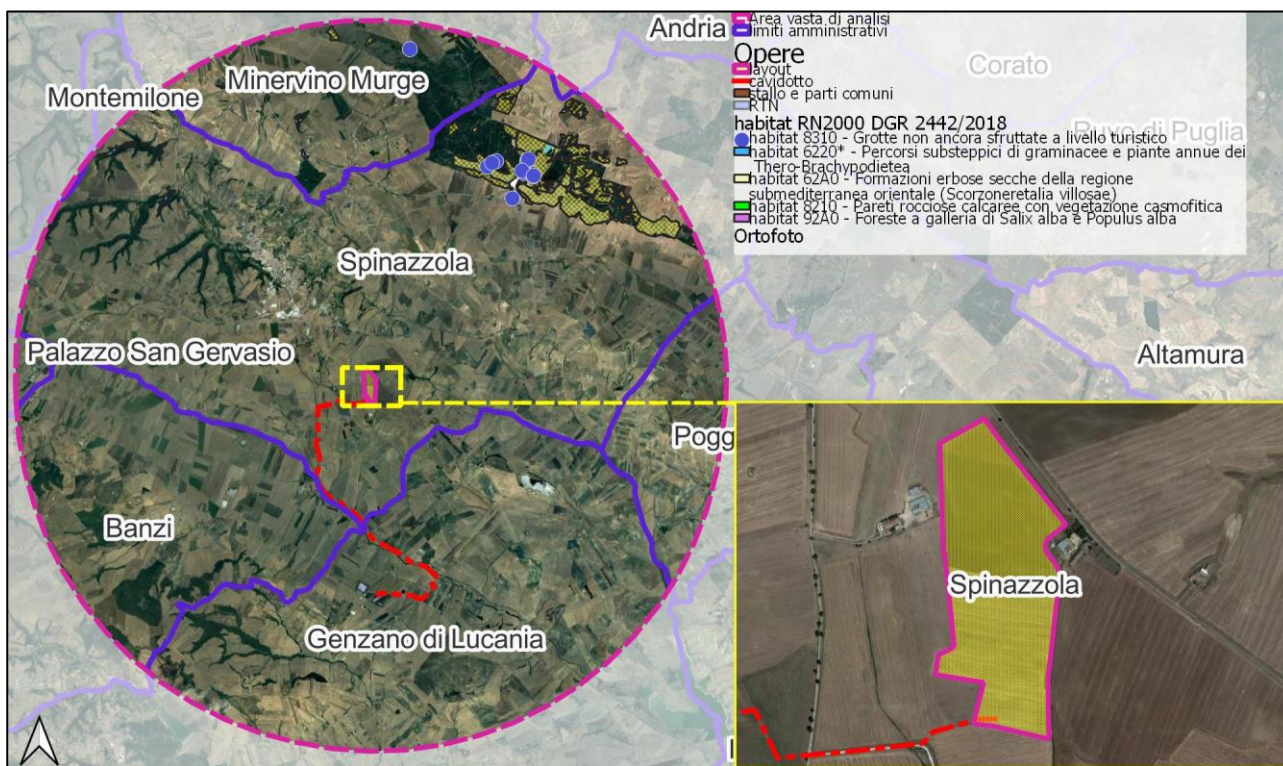 Area vasta di analisi
limiti amministrativi
Opere
layout
cavidotto
stallo e parti comuni
RTN
habitat RN2000 DGR 2442/2018
habitat 8310 - Grotte non ancora sfruttate a livello turistico
habitat 6220* - Percorsi substeppici di graminacee e piante annue dei
Thero-Brachypodietea
habitat 62A0 - Formazioni erbose secche della regione
submediterranea orientale (Scorzoneretalia villosae)
habitat 8210 - Pareti rocciose calcaree con vegetazione casmofitica
habitat 92A0 - Foreste a galleria di Salix alba e Populus alba
Ortofoto
Andria
Corato
Ruvo di Puglia
Minervino Murge
Montemilone
Spinazzola
Palazzo San Gervasio
Altamura
Pogg
Banzi
Genzano di Lucania
Spinazzola